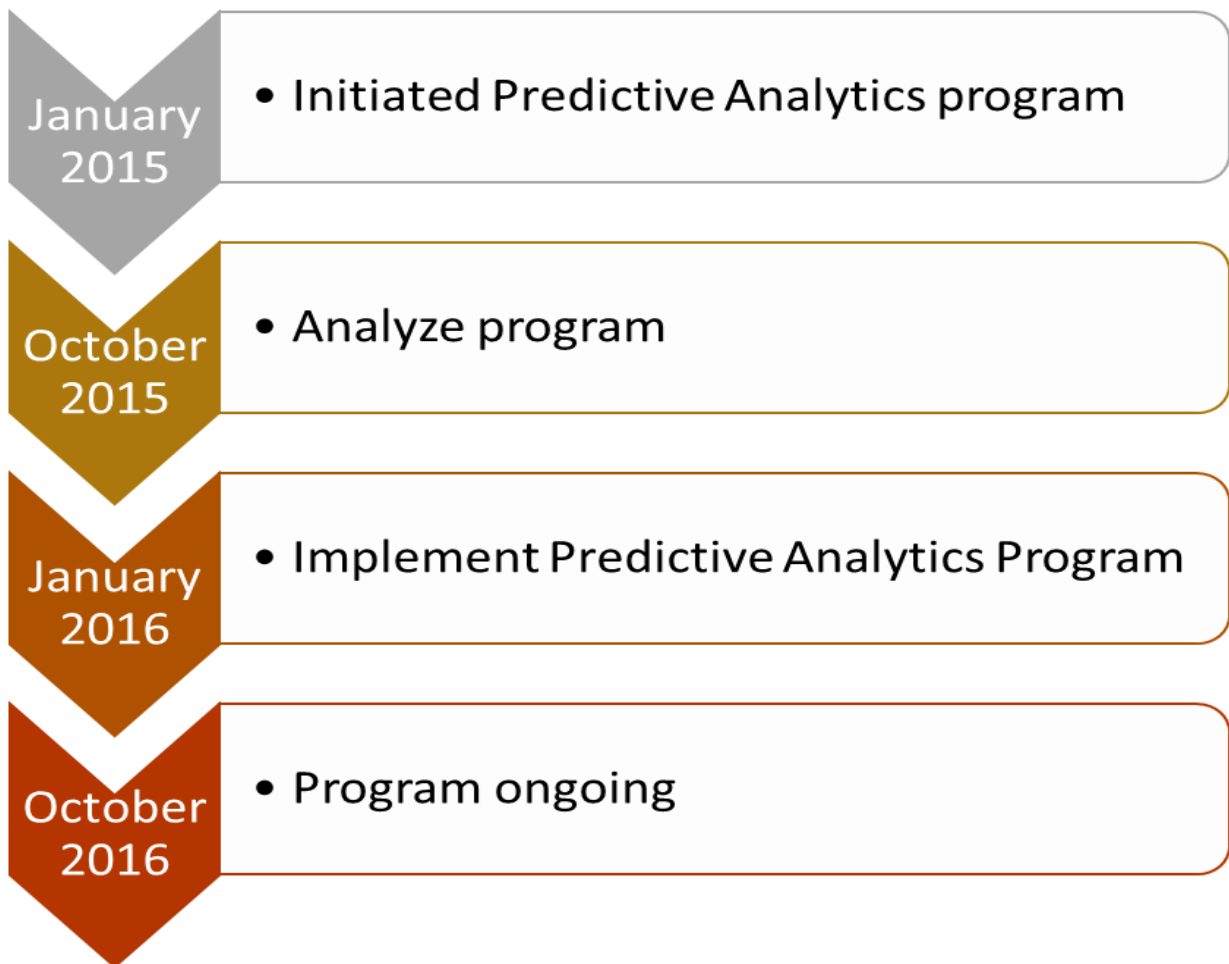 January
2015
• Initiated Predictive Analytics program
October
2015
• Analyze program
January
2016
• Implement Predictive Analytics Program
October
2016
• Program ongoing